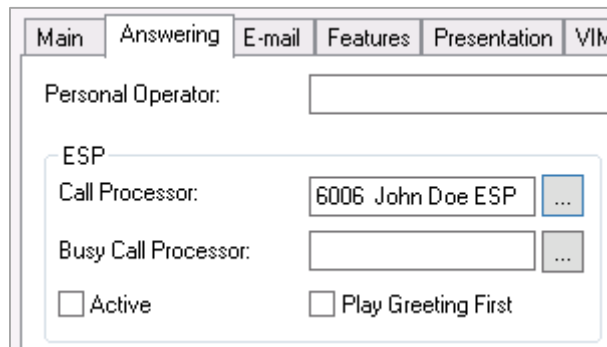 Main Answering E-mail Features Presentation
Personal Operator:
ESP
Call Processor: 6006 John Doe ESP ...
Busy Call Processor: ...
Active Play Greeting First